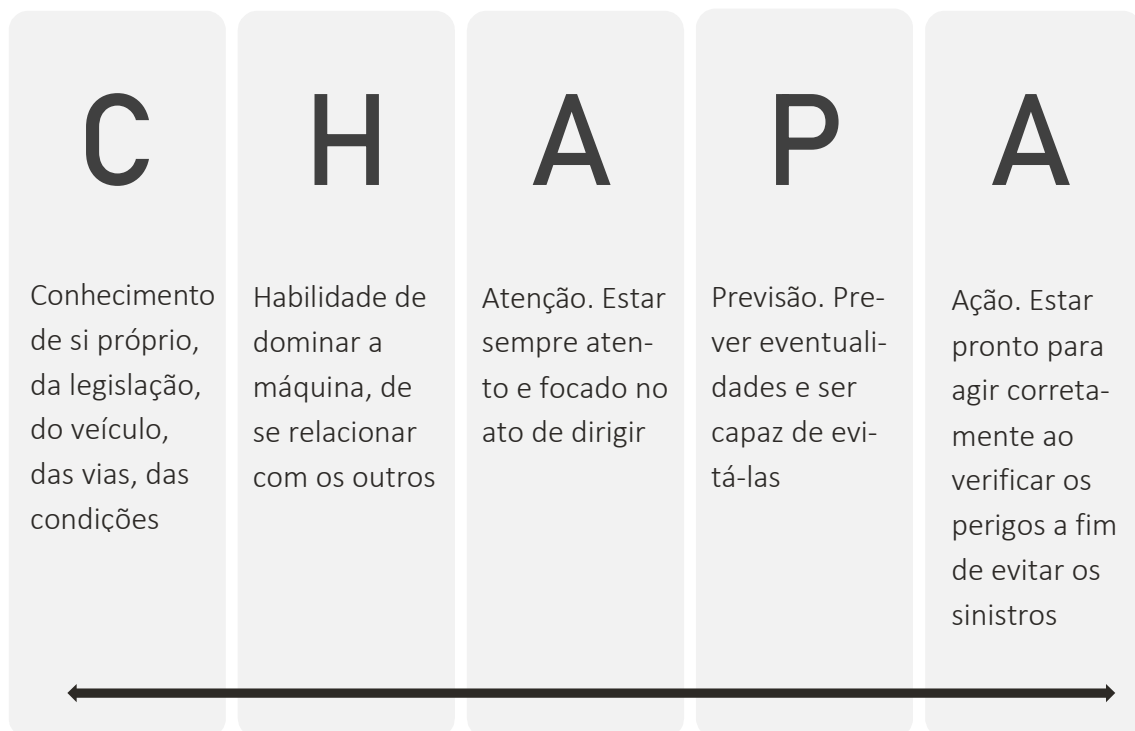 C
Conhecimento
de si próprio,
da legislação,
do veículo,
das vias, das
condições
H
Habilidade de
dominar a
máquina, de
se relacionar
com os outros
A
Atenção. Estar
sempre aten-
to e focado no
ato de dirigir
P
Previsão. Pre-
ver eventuali-
dades e ser
capaz de evi-
tá-las
A
Ação. Estar
pronto para
agir correta-
mente ao
verificar os
perigos a fim
de evitar os
sinistros